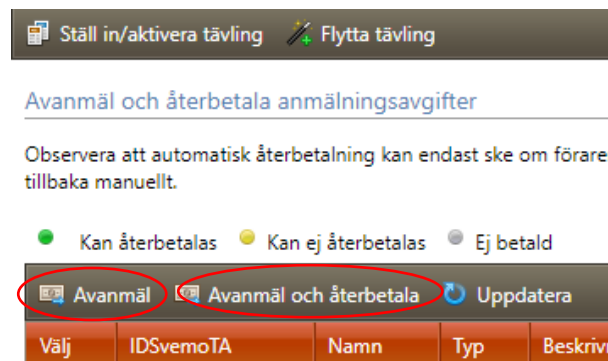 Ställ in/aktivera tävling Flytta tävling
Avanmäl och återbetala anmälningsavgifter
Observera att automatisk återbetalning kan endast ske om förare
tillbaka manuellt.
Kan återbetalas Kan ej återbetalas Ej betald
Avanmäl Avanmäl och återbetala Uppdatera
Välj IDSvemoTA Namn Typ Beskrivn